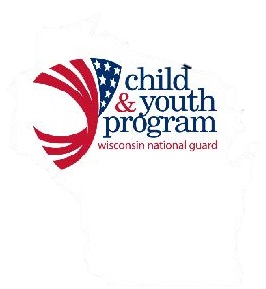 child
& youth
program
wisconsin national guard